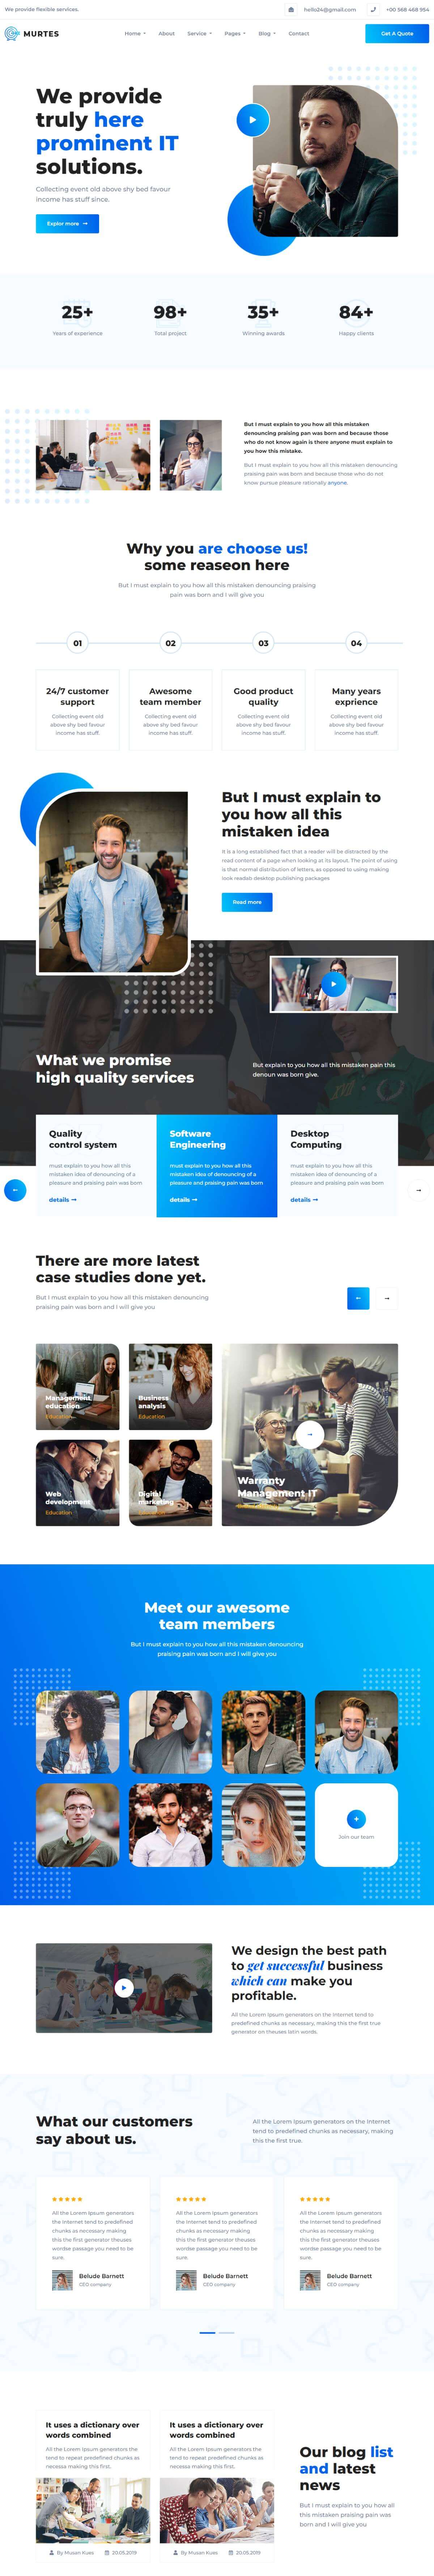 We provide flexible services.
hello24@gmail.com
+00 568 468 954
MURTES
Home
About
Service
Pages
Blog
Contact
Get A Quote
We provide
truly here
prominent IT
solutions.
Collecting event old above shy bed favour
income has stuff since.
Explor more
25+
Years of experience
98+
Total project
35+
Winning awards
84+
Happy clients
But I must explain to you how all this mistaken
denouncing praising pan was born and because those
who do not know again is there anyone must explain to
you how this mistake.
But I must explain to you how all this mistaken denouncing
praising pain was born and because those who do not
know pursue pleasure rationally anyone.
Why you are choose us!
some reaseon here
But I must explain to you how all this mistaken denouncing praising
pain was born and I will give you
01
02
03
04
24/7 customer
support
Collecting event old
above shy bed favour
income has stuff.
Awesome
team member
Collecting event old
above shy bed favour
income has stuff.
Good product
quality
Collecting event old
above shy bed favour
income has stuff.
Many years
exprience
Collecting event old
above shy bed favour
income has stuff.
But I must explain to
you how all this
mistaken idea
It is a long established fact that a reader will be distracted by the
read content of a page when looking at its layout. The point of using
is that normal distribution of letters, as opposed to using making
look readab desktop publishing packages
Read more
What we promise
high quality services
But explain to you how all this mistaken pain this
denoun was born give.
Quality
control system
must explain to you how all this
mistaken idea of denouncing of a
pleasure and praising pain was born
details
Software
Engineering
must explain to you how all this
mistaken idea of denouncing of a
pleasure and praising pain was born
details
Desktop
Computing
must explain to you how all this
mistaken idea of denouncing of a
pleasure and praising pain was born
details
There are more latest
case studies done yet.
But I must explain to you how all this mistaken denouncing
praising pain was born and I will give you
Management
education
Education
Business
analysis
Education
Web
development
Education
Digital
marketing
Warranty
Management IT
Meet our awesome
team members
But I must explain to you how all this mistaken denouncing
praising pain was born and I will give you
Join our team
We design the best path
to get successful business
which can make you
profitable.
All the Lorem Ipsum generators on the Internet tend to
predefined chunks as necessary, making this the first true
generator on theuses latin words.
What our customers
say about us.
All the Lorem Ipsum generators on the Internet
tend to predefined chunks as necessary, making
this the first true.
All the Lorem Ipsum generators
the Internet tend to predefined
chunks as necessary making
this the first generator theuses
wordse passage you need to be
sure.
Belude Barnett
CEO company
All the Lorem Ipsum generators
the Internet tend to predefined
chunks as necessary making
this the first generator theuses
wordse passage you need to be
sure.
Belude Barnett
CEO company
All the Lorem Ipsum generators
the Internet tend to predefined
chunks as necessary making
this the first generator theuses
wordse passage you need to be
sure.
Belude Barnett
CEO company
It uses a dictionary over
words combined
All the Lorem Ipsum generators the
tend to repeat predefined chunks as
necessa making this first.
By Musan Kues
20.05.2019
It uses a dictionary over
words combined
All the Lorem Ipsum generators the
tend to repeat predefined chunks as
necessa making this first.
By Musan Kues
20.05.2019
Our blog list
and latest
news
But I must explain to you how all
this mistaken praising pain was
born and I will give you